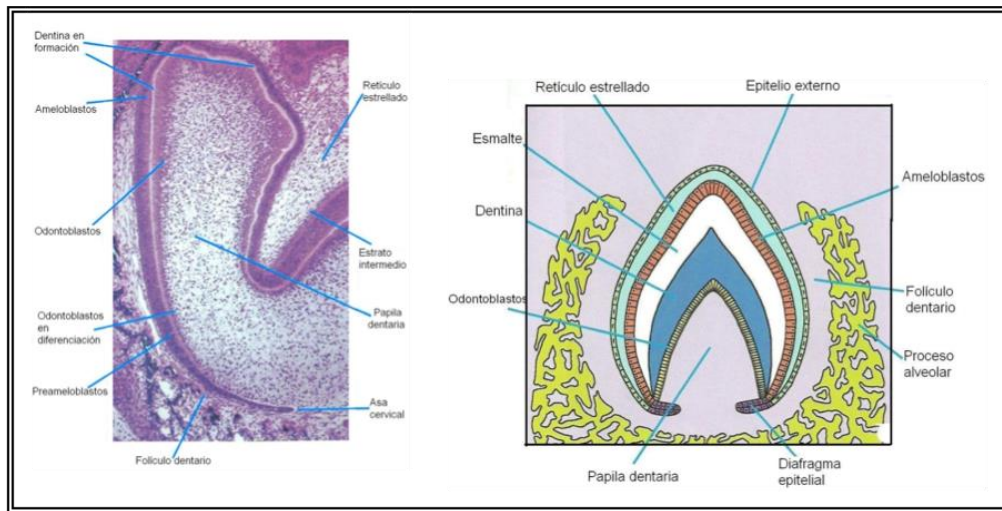 Dentina en
formación
Ameloblastos
Odontoblastos
Odontoblastos
en
diferenciación
Preameloblastos
Folículo dentario
Retículo
estrellado
Estrato
intermedio
Papila
dentaria
Asa
cervical
Retículo estrellado
Epitelio externo
Esmalte
Ameloblastos
Dentina
Odontoblastos
Folículo
dentario
Proceso
alveolar
Papila dentaria
Diafragma
epitelial